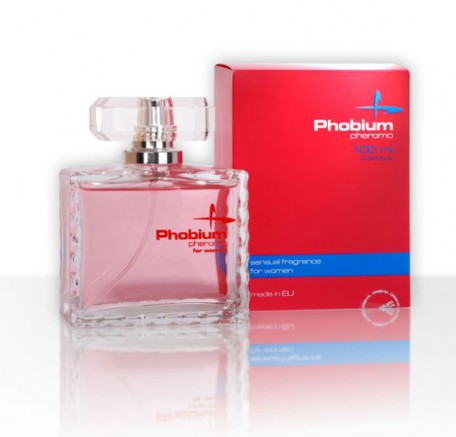 Phobium
pheromo
for women
Phobium
pheromo
100 ml
sensual fragrance
for women
made in EU